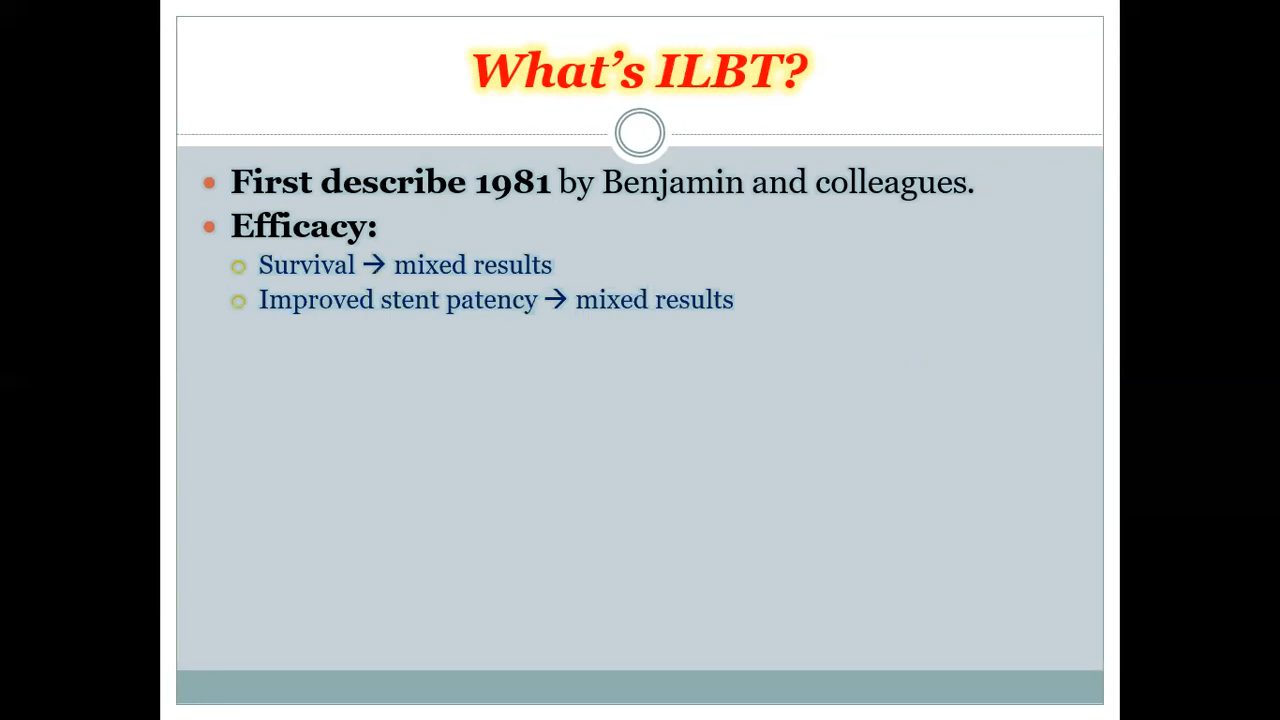 What's ILBT?
First describe 1981 by Benjamin and colleagues.
Efficacy:
Survival → mixed results
Improved stent patency → mixed results